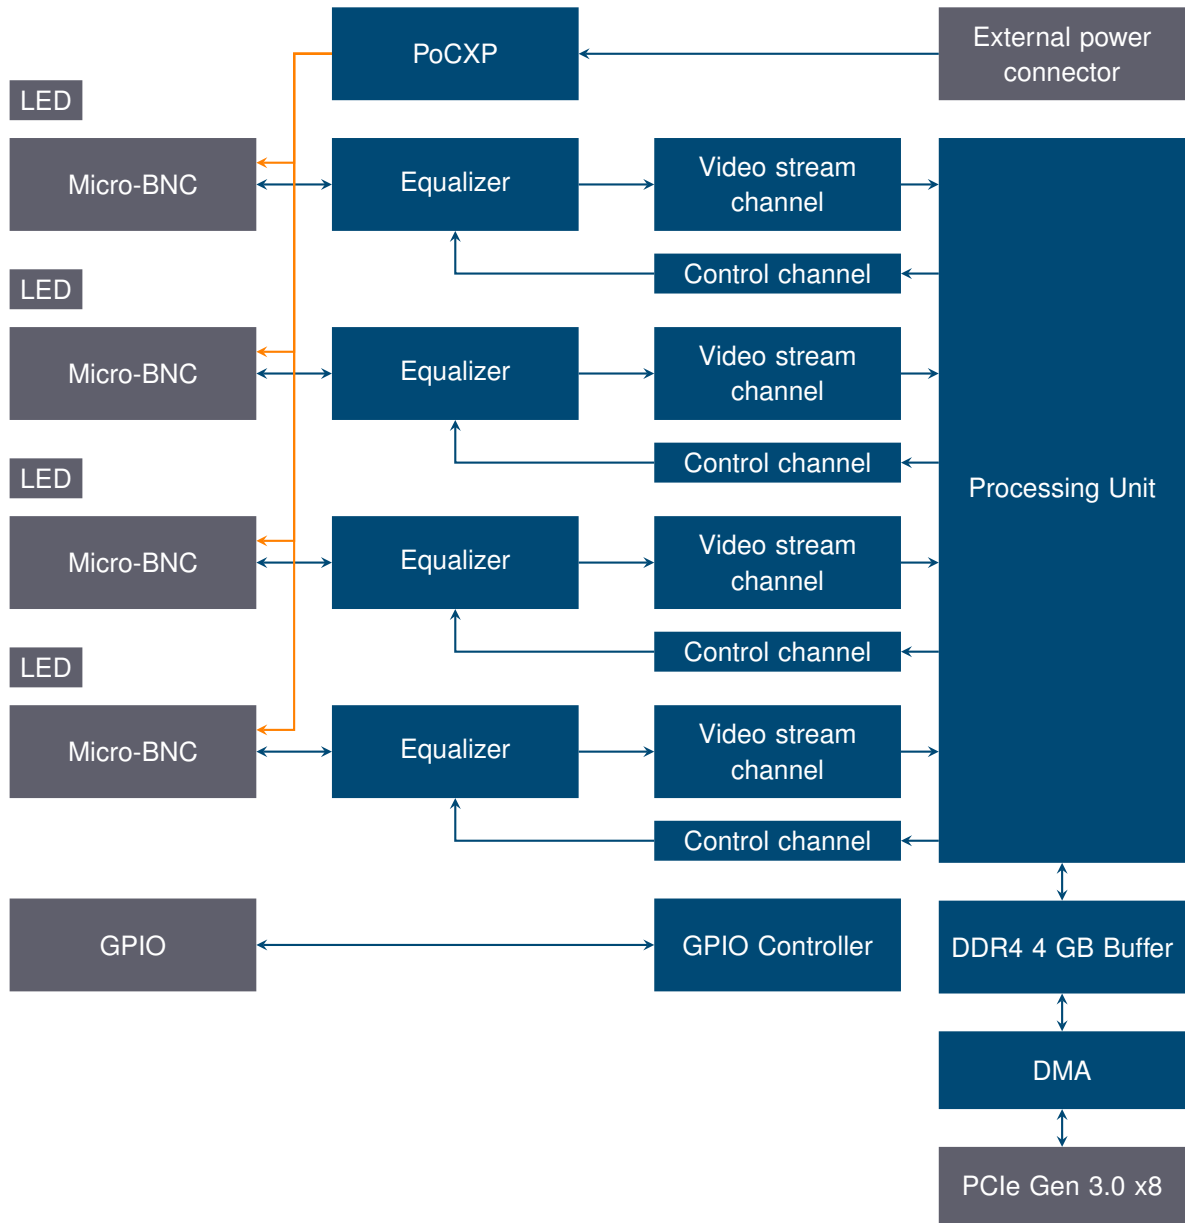 PoCXP
External power
connector
LED
Micro-BNC
Equalizer
Video stream
channel
Control channel
LED
Micro-BNC
Equalizer
Video stream
channel
Control channel
Processing Unit
LED
Micro-BNC
Equalizer
Video stream
channel
Control channel
LED
Micro-BNC
Equalizer
Video stream
channel
Control channel
GPIO
GPIO Controller
DDR4 4 GB Buffer
DMA
PCIe Gen 3.0 x8